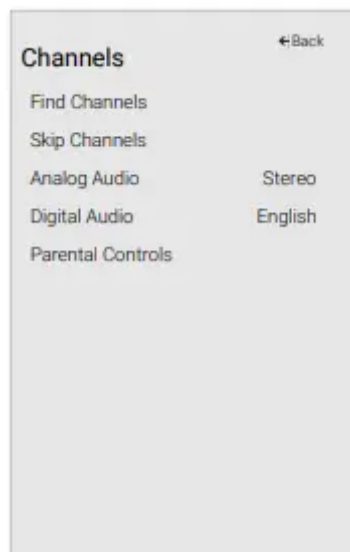 ←Back
Channels
Find Channels
Skip Channels
Analog Audio Stereo
Digital Audio English
Parental Controls